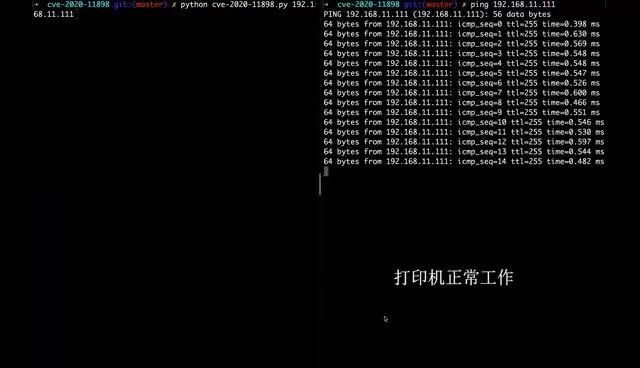 → cve-2020-11898 git:(master) ✗ python cve-2020-11898.py 192.1
68.11.111
→ cve-2020-11898 git:(master) ✗ ping 192.168.11.111
PING 192.168.11.111 (192.168.11.111): 56 data bytes
64 bytes from 192.168.11.111: icmp_seq=0 ttl=255 time=0.398 ms
64 bytes from 192.168.11.111: icmp_seq=1 ttl=255 time=0.630 ms
64 bytes from 192.168.11.111: icmp_seq=2 ttl=255 time=0.569 ms
64 bytes from 192.168.11.111: icmp_seq=3 ttl=255 time=0.548 ms
64 bytes from 192.168.11.111: icmp_seq=4 ttl=255 time=0.548 ms
64 bytes from 192.168.11.111: icmp_seq=5 ttl=255 time=0.547 ms
64 bytes from 192.168.11.111: icmp_seq=6 ttl=255 time=0.526 ms
64 bytes from 192.168.11.111: icmp_seq=7 ttl=255 time=0.600 ms
64 bytes from 192.168.11.111: icmp_seq=8 ttl=255 time=0.466 ms
64 bytes from 192.168.11.111: icmp_seq=9 ttl=255 time=0.551 ms
64 bytes from 192.168.11.111: icmp_seq=10 ttl=255 time=0.546 ms
64 bytes from 192.168.11.111: icmp_seq=11 ttl=255 time=0.530 ms
64 bytes from 192.168.11.111: icmp_seq=12 ttl=255 time=0.597 ms
64 bytes from 192.168.11.111: icmp_seq=13 ttl=255 time=0.544 ms
64 bytes from 192.168.11.111: icmp_seq=14 ttl=255 time=0.482 ms
打印机正常工作